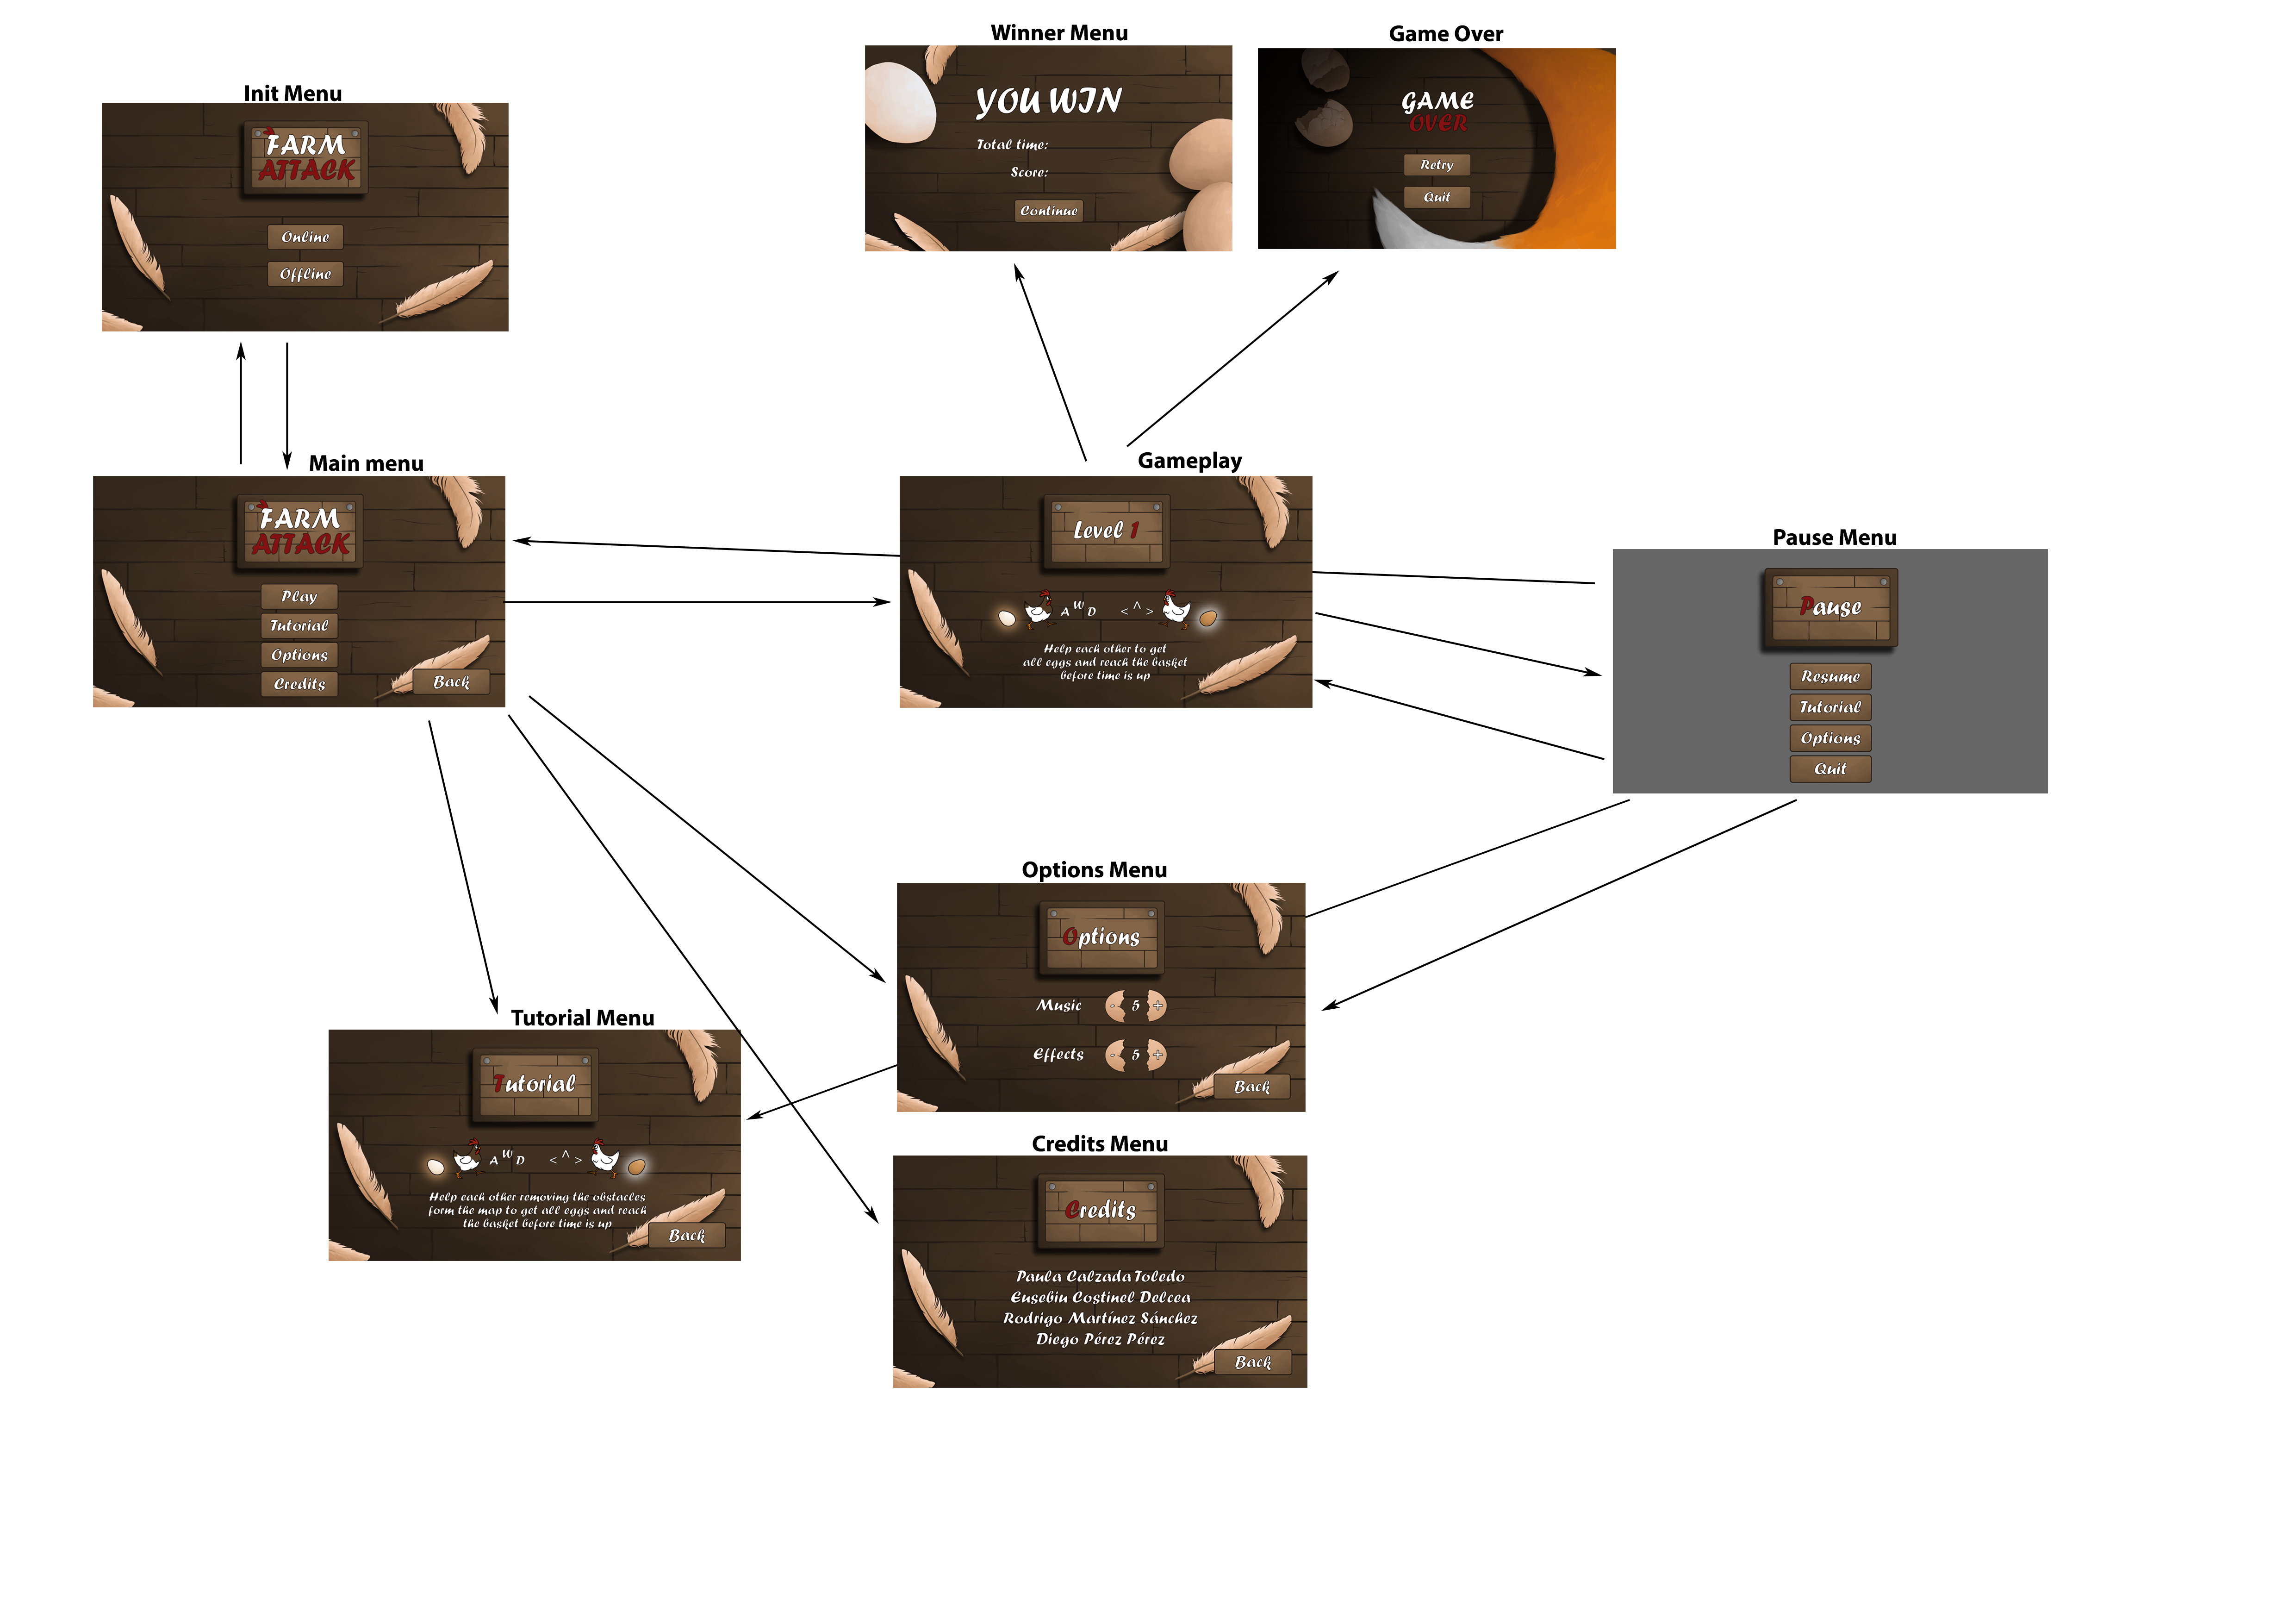 Winner Menu
YOU WIN
Total time:
Score:
Continue
Game Over
GAME
OVER
Retry
Quit
Init Menu
FARM
ATTACK
Online
Offline
Main menu
FARM
ATTACK
Play
Tutorial
Options
Credits
Back
Gameplay
Level 1
A W D < ^ >
Help each other to get
all eggs and reach the basket
before time is up
Pause Menu
Pause
Resume
Tutorial
Options
Quit
Options Menu
Options
Music - 5 +
Effects - 5 +
Back
Tutorial Menu
Tutorial
A W D < ^ >
Help each other removing the obstacles
form the map to get all eggs and reach
the basket before time is up
Back
Credits Menu
Credits
Paula Calzada Toledo
Eusebiu Costinel Delcea
Rodrigo Martínez Sánchez
Diego Pérez Pérez
Back